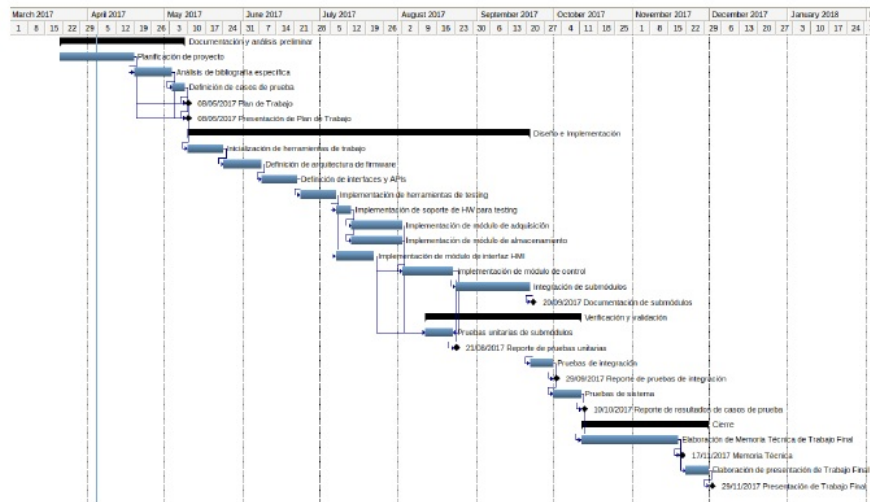 March 2017 April 2017 May 2017 June 2017 July 2017 August 2017 September 2017 October 2017 November 2017 December 2017 January 2018
1 8 15 22 29 5 12 19 26 3 10 17 24 31 7 14 21 28 5 12 19 26 2 9 16 23 30 6 13 20 27 4 11 18 25 1 8 15 22 29 6 13 20 27 3 10 17 24
Documentación y análisis preliminar
Planificación de proyecto
Análisis de bibliografía específica
Definición de casos de prueba
08/05/2017 Plan de Trabajo
08/05/2017 Presentación de Plan de Trabajo
Diseño e Implementación
Inicialización de herramientas de trabajo
Definición de arquitectura de firmware
Definición de interfaces y APIs
Implementación de herramientas de testing
Implementación de soporte de HW para testing
Implementación de módulo de adquisición
Implementación de módulo de almacenamiento
Implementación de módulo de interfaz HMI
Implementación de módulo de control
Integración de submódulos
20/09/2017 Documentación de submódulos
Verificación y validación
Pruebas unitarias de submódulos
21/08/2017 Reporte de pruebas unitarias
Pruebas de integración
29/09/2017 Reporte de pruebas de integración
Pruebas de sistema
10/10/2017 Reporte de resultados de casos de prueba
Cierre
Elaboración de Memoria Técnica de Trabajo Final
17/11/2017 Memoria Técnica
Elaboración de presentación de Trabajo Final
29/11/2017 Presentación de Trabajo Final